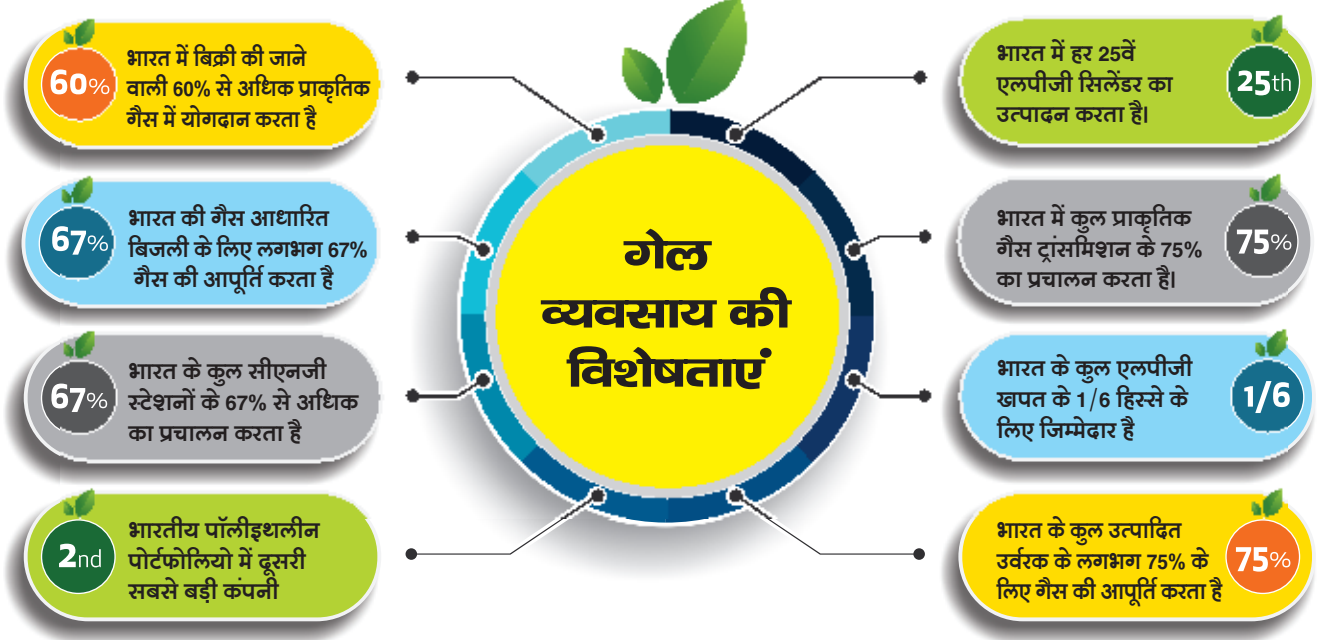 60%
भारत में बिक्री की जाने
वाली 60% से अधिक प्राकृतिक
गैस में योगदान करता है
67%
भारत की गैस आधारित
बिजली के लिए लगभग 67%
गैस की आपूर्ति करता है
67%
भारत के कुल सीएनजी
स्टेशनों के 67% से अधिक
का प्रचालन करता है
2nd
भारतीय पॉलीइथलीन
पोर्टफोलियो में दूसरी
सबसे बड़ी कंपनी
गेल
व्यवसाय की
विशेषताएं
भारत में हर 25वें
एलपीजी सिलेंडर का
उत्पादन करता है।
25th
भारत में कुल प्राकृतिक
गैस ट्रांसमिशन के 75%
का प्रचालन करता है।
75%
भारत के कुल एलपीजी
खपत के 1/6 हिस्से के
लिए जिम्मेदार है
1/6
भारत के कुल उत्पादित
उर्वरक के लगभग 75% के
लिए गैस की आपूर्ति करता है
75%